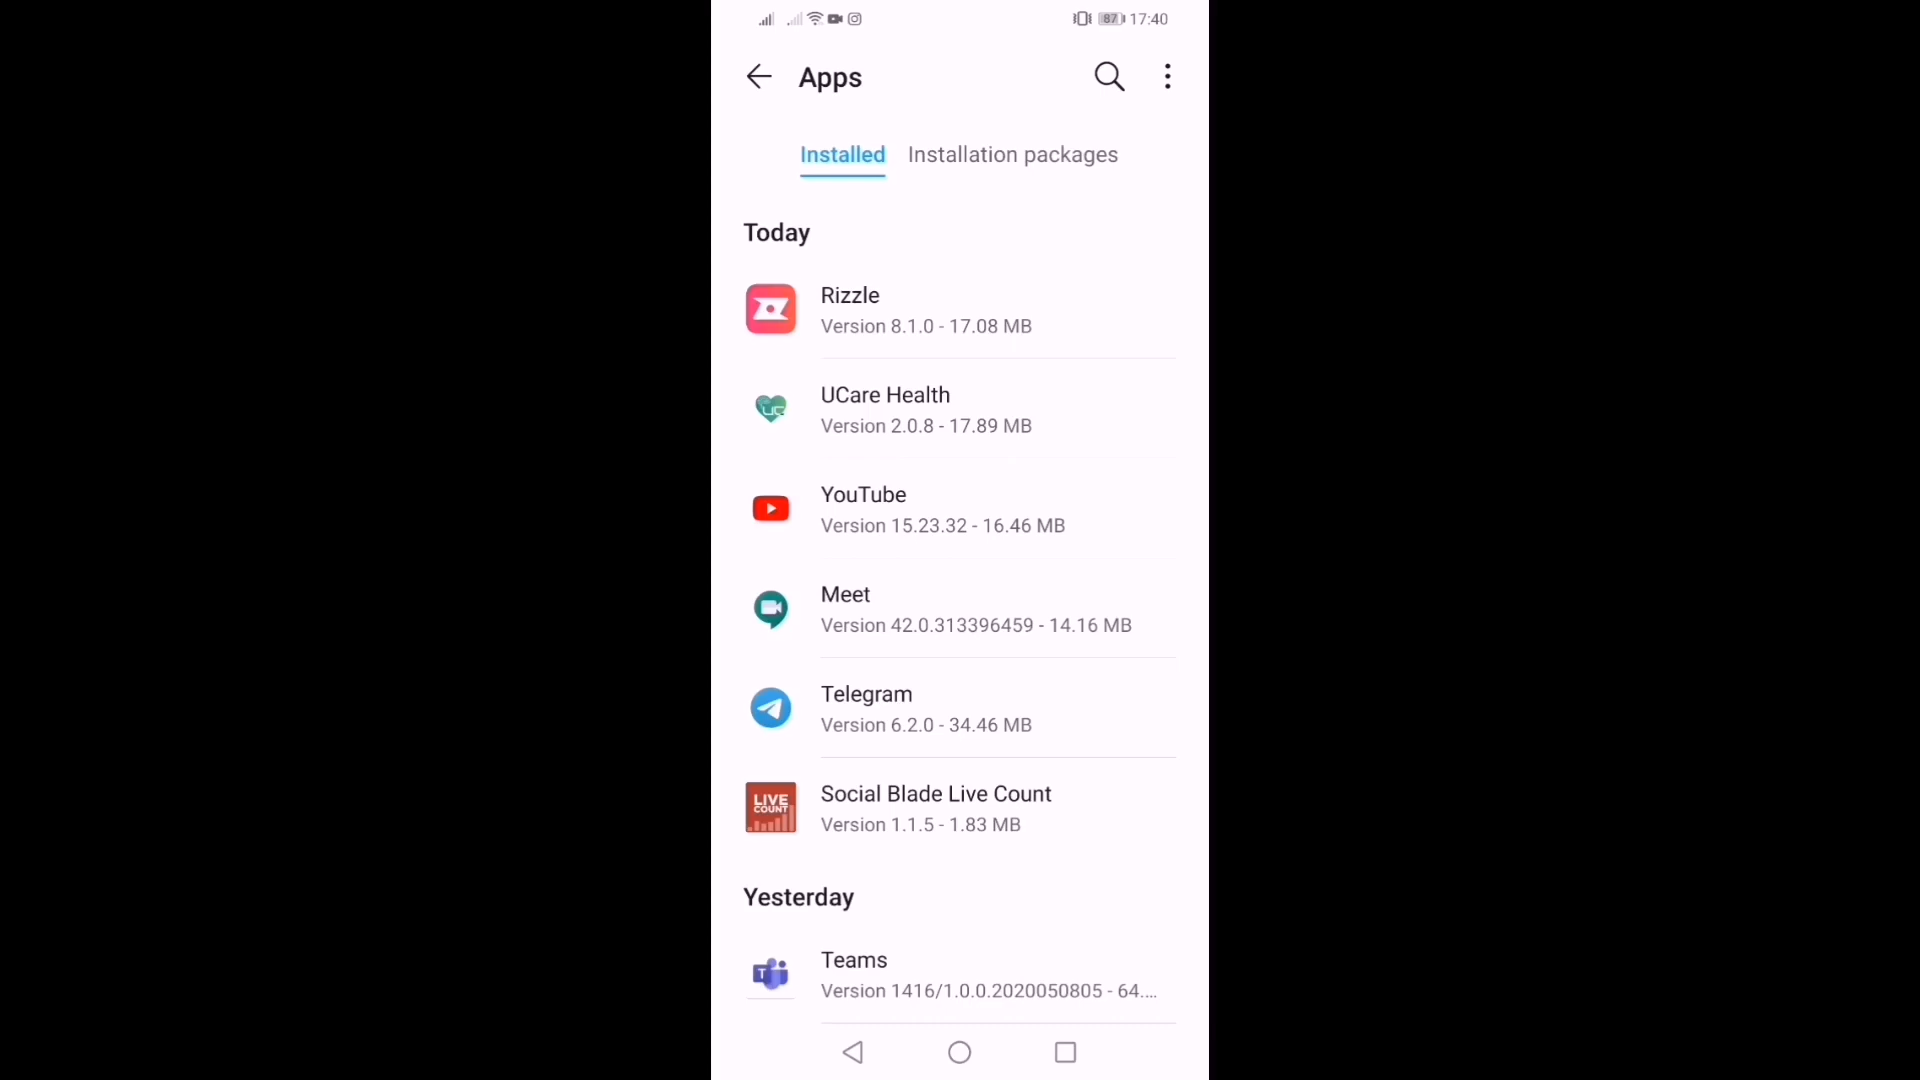 87 17:40
Apps
Installed Installation packages
Today
Rizzle
Version 8.1.0 - 17.08 MB
UC
UCare Health
Version 2.0.8 - 17.89 MB
YouTube
Version 15.23.32 - 16.46 MB
Meet
Version 42.0.313396459 - 14.16 MB
Telegram
Version 6.2.0 - 34.46 MB
LIVE
COUNT
Social Blade Live Count
Version 1.1.5 - 1.83 MB
Yesterday
T
Teams
Version 1416/1.0.0.2020050805 - 64....